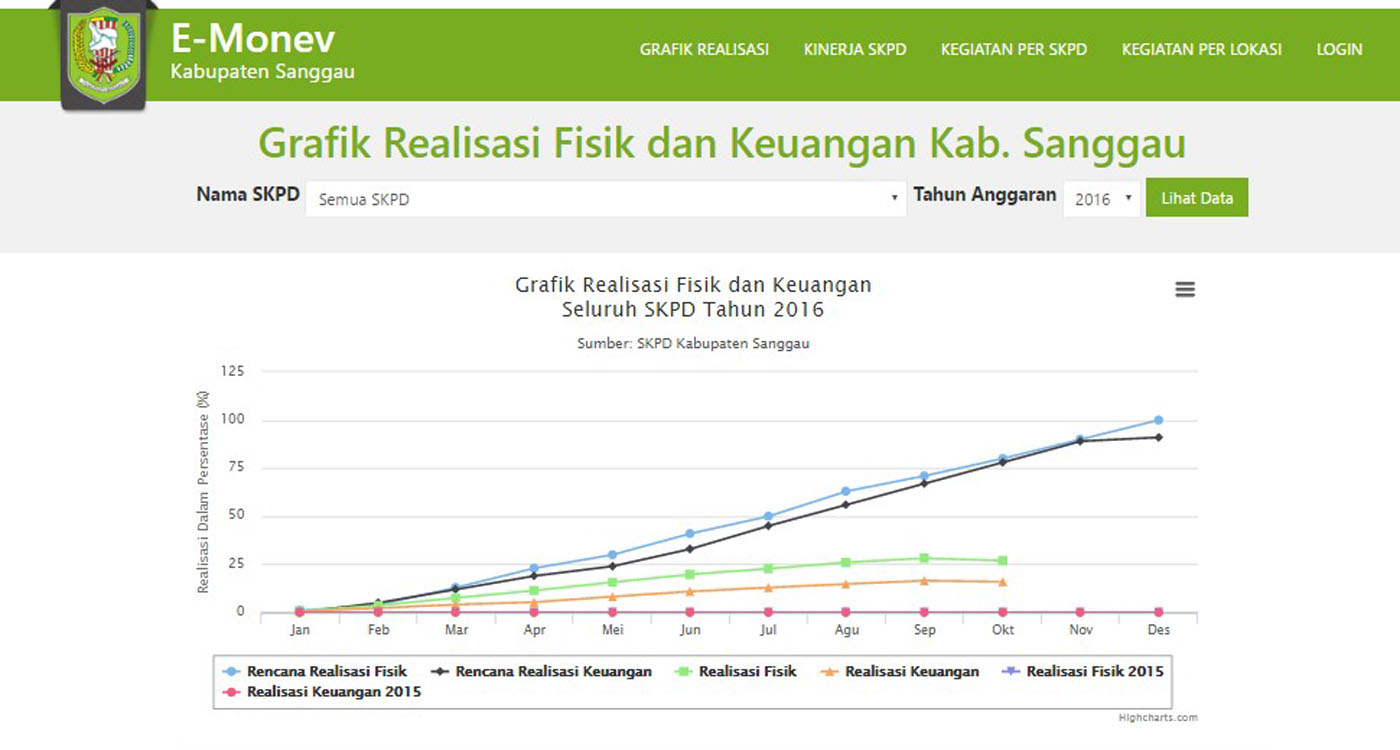 E-Monev
Kabupaten Sanggau
GRAFIK REALISASI KINERJA SKPD KEGIATAN PER SKPD KEGIATAN PER LOKASI LOGIN
Grafik Realisasi Fisik dan Keuangan Kab. Sanggau
Nama SKPD Semua SKPD Tahun Anggaran 2016 Lihat Data
Grafik Realisasi Fisik dan Keuangan
Seluruh SKPD Tahun 2016
Sumber: SKPD Kabupaten Sanggau
Realisasi Dalam Persentase (%)
125
100
75
50
25
0
Jan Feb Mar Apr Mei Jun Jul Agu Sep Okt Nov Des
Rencana Realisasi Fisik Rencana Realisasi Keuangan Realisasi Fisik Realisasi Keuangan Realisasi Fisik 2015
Realisasi Keuangan 2015
Highcharts.com